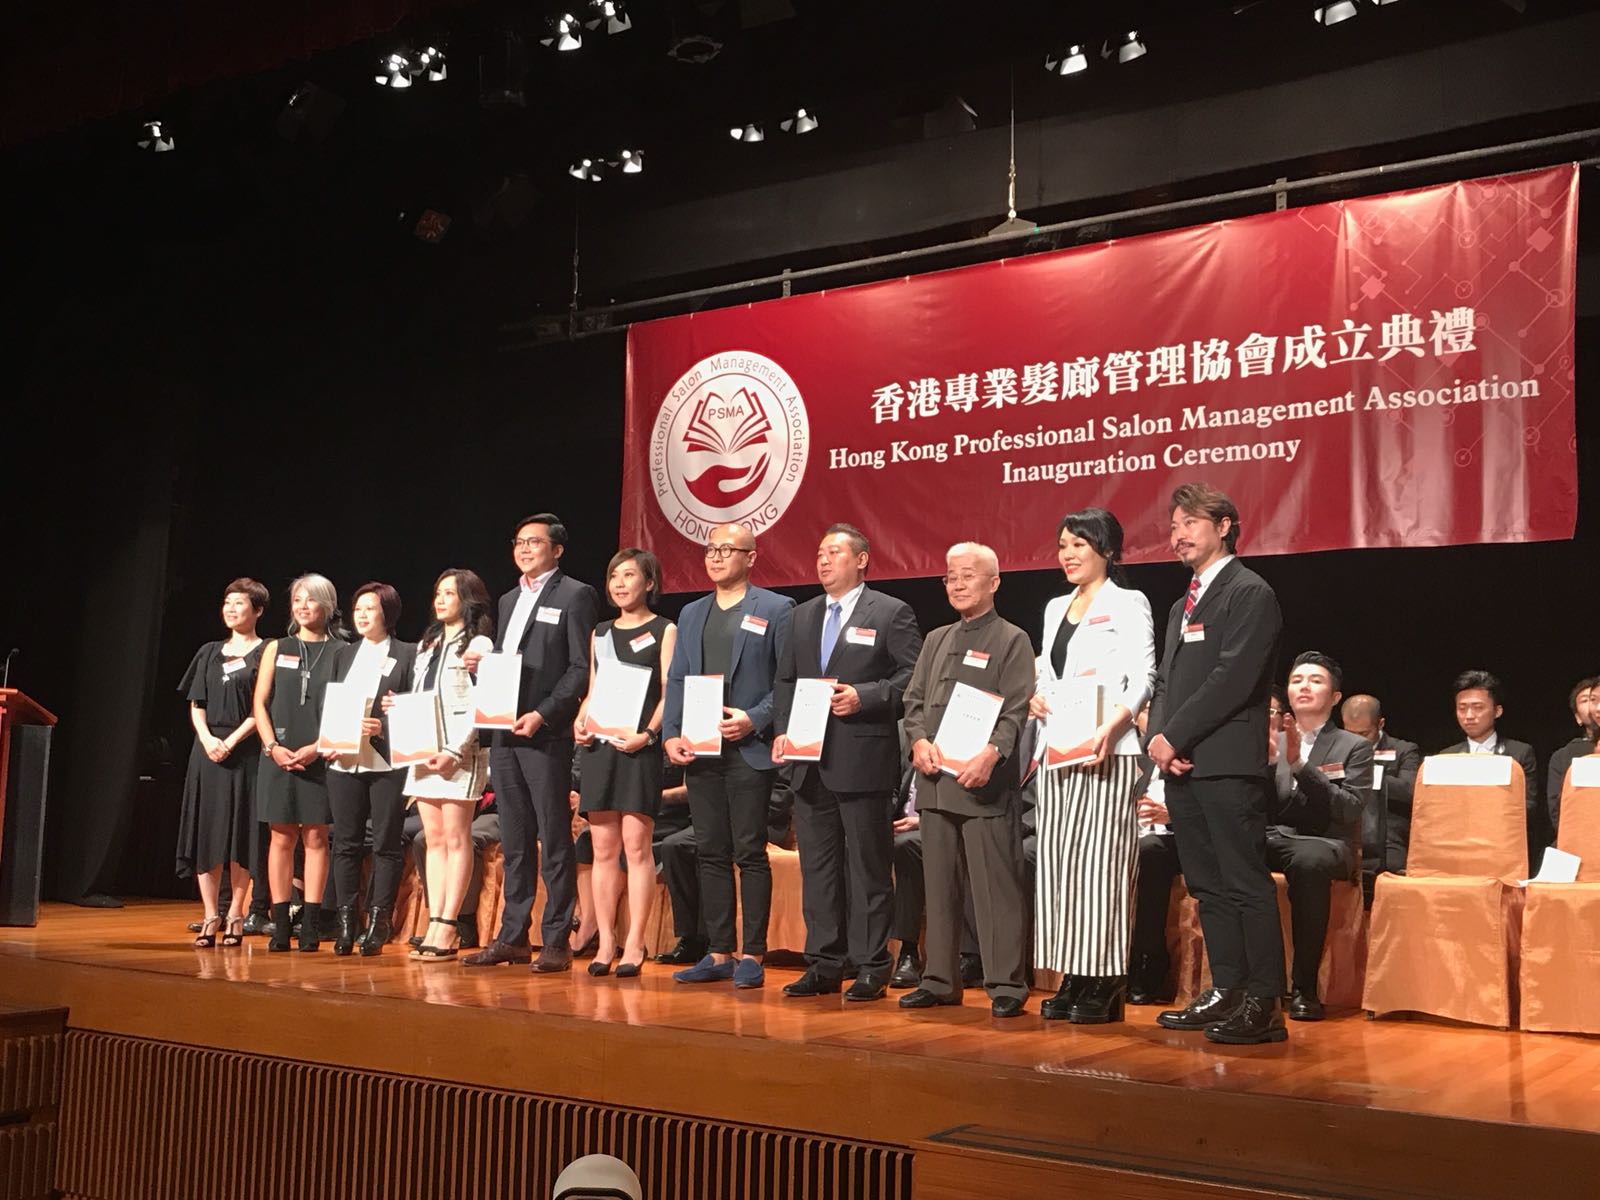 香港專業髮廊管理協會成立典禮
Hong Kong Professional Salon Management Association
Inauguration Ceremony
Professional Salon Management Association
PSMA
HONG KONG